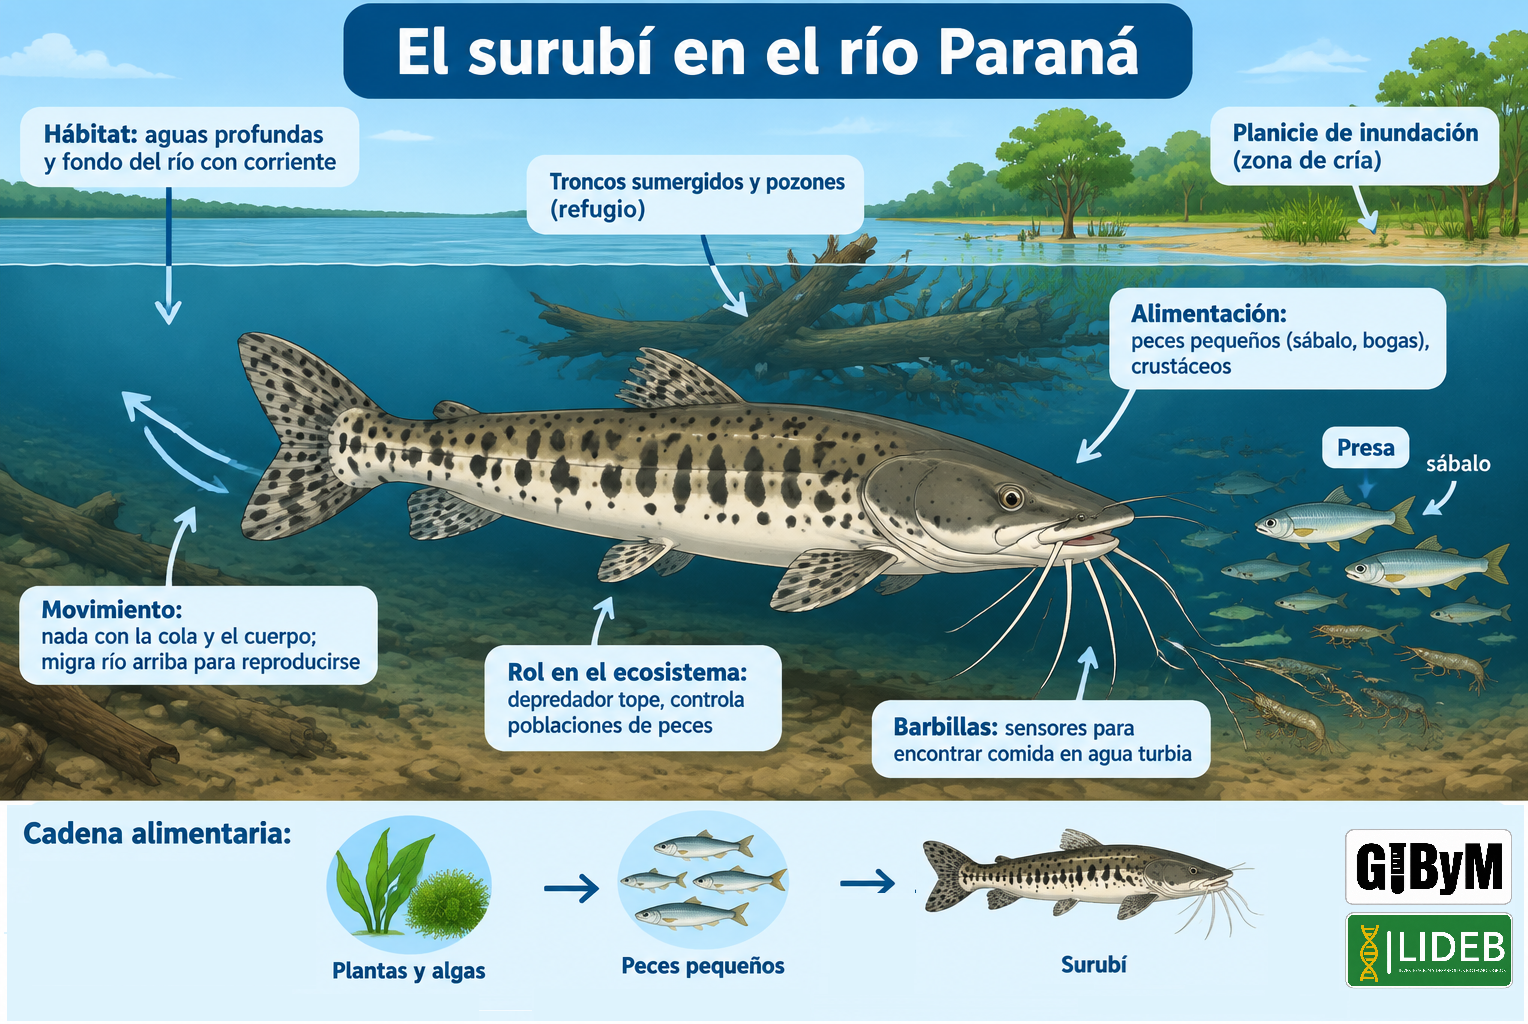 El surubí en el río Paraná
Hábitat: aguas profundas
y fondo del río con corriente
Troncos sumergidos y pozones
(refugio)
Planicie de inundación
(zona de cría)
Alimentación:
peces pequeños (sábalo, bogas),
crustáceos
Presa
sábalo
Movimiento:
nada con la cola y el cuerpo;
migra río arriba para reproducirse
Rol en el ecosistema:
depredador tope, controla
poblaciones de peces
Barbillas: sensores para
encontrar comida en agua turbia
Cadena alimentaria:
Plantas y algas
Peces pequeños
Surubí
GIByM
LIDEB